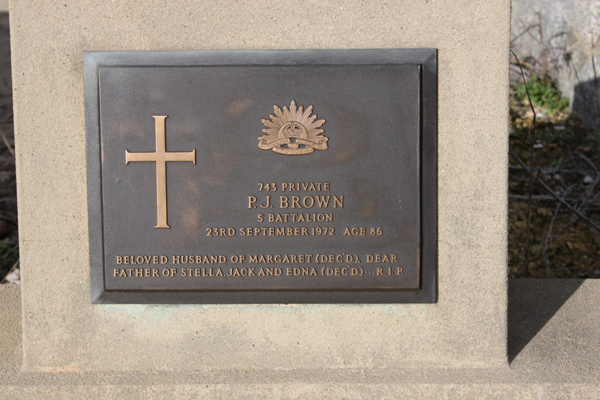 743 PRIVATE
P. J. BROWN
5 BATTALION
23RD SEPTEMBER 1972 AGE 86
BELOVED HUSBAND OF MARGARET (DEC'D), DEAR
FATHER OF STELLA, JACK AND EDNA (DEC'D) -- R.I.P.